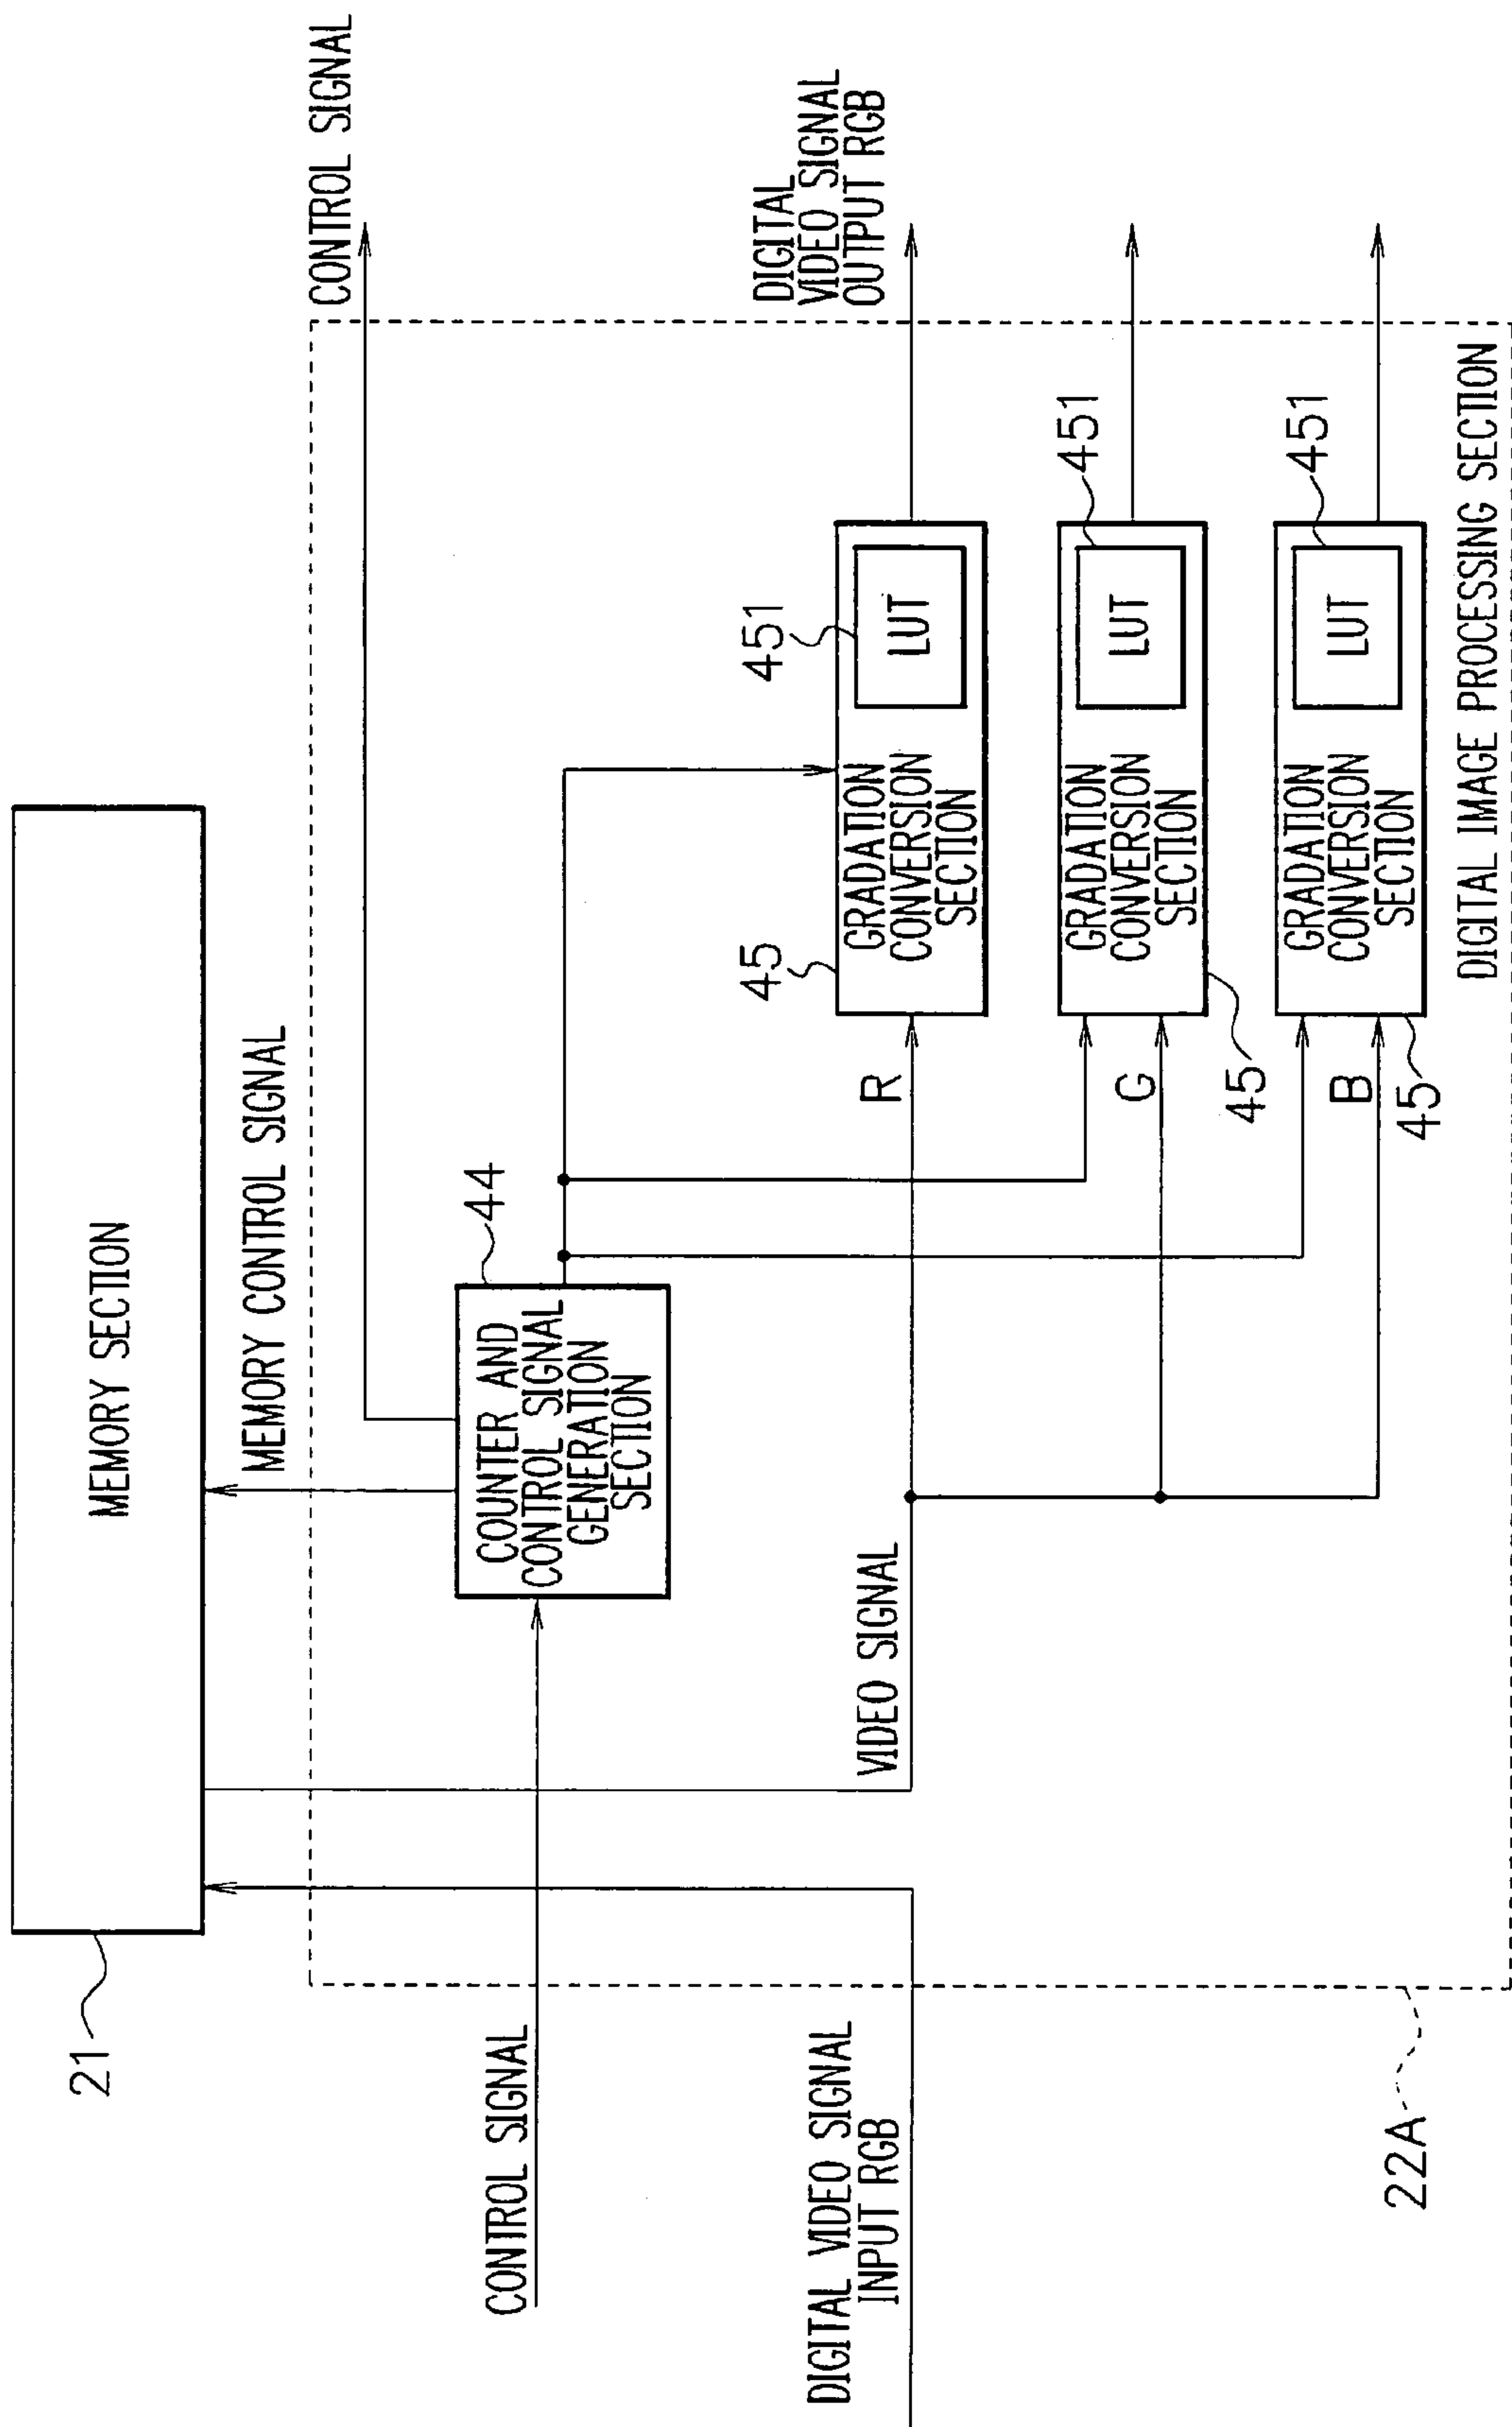 21
MEMORY SECTION
MEMORY CONTROL SIGNAL
CONTROL SIGNAL
CONTROL SIGNAL
44
COUNTER AND
CONTROL SIGNAL
GENERATION
SECTION
DIGITAL VIDEO SIGNAL
INPUT RGB
VIDEO SIGNAL
DIGITAL
VIDEO SIGNAL
OUTPUT RGB
45
451
R
GRADATION
CONVERSION
SECTION
LUT
451
G
GRADATION
CONVERSION
SECTION
LUT
45
451
B
GRADATION
CONVERSION
SECTION
LUT
45
22A
DIGITAL IMAGE PROCESSING SECTION